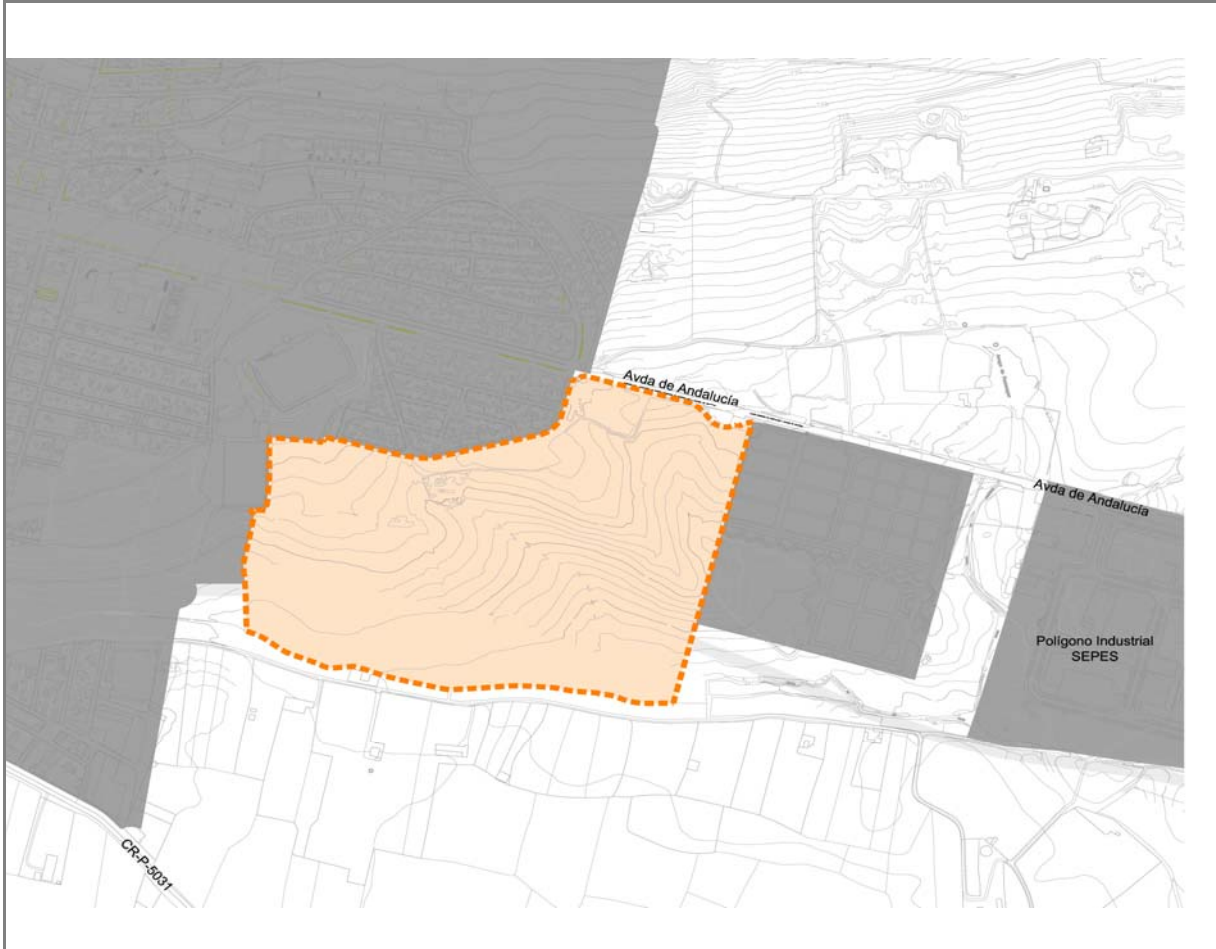 Avda de Andalucía
Avda de Andalucía
Polígono Industrial
SEPES
CR-P-5031